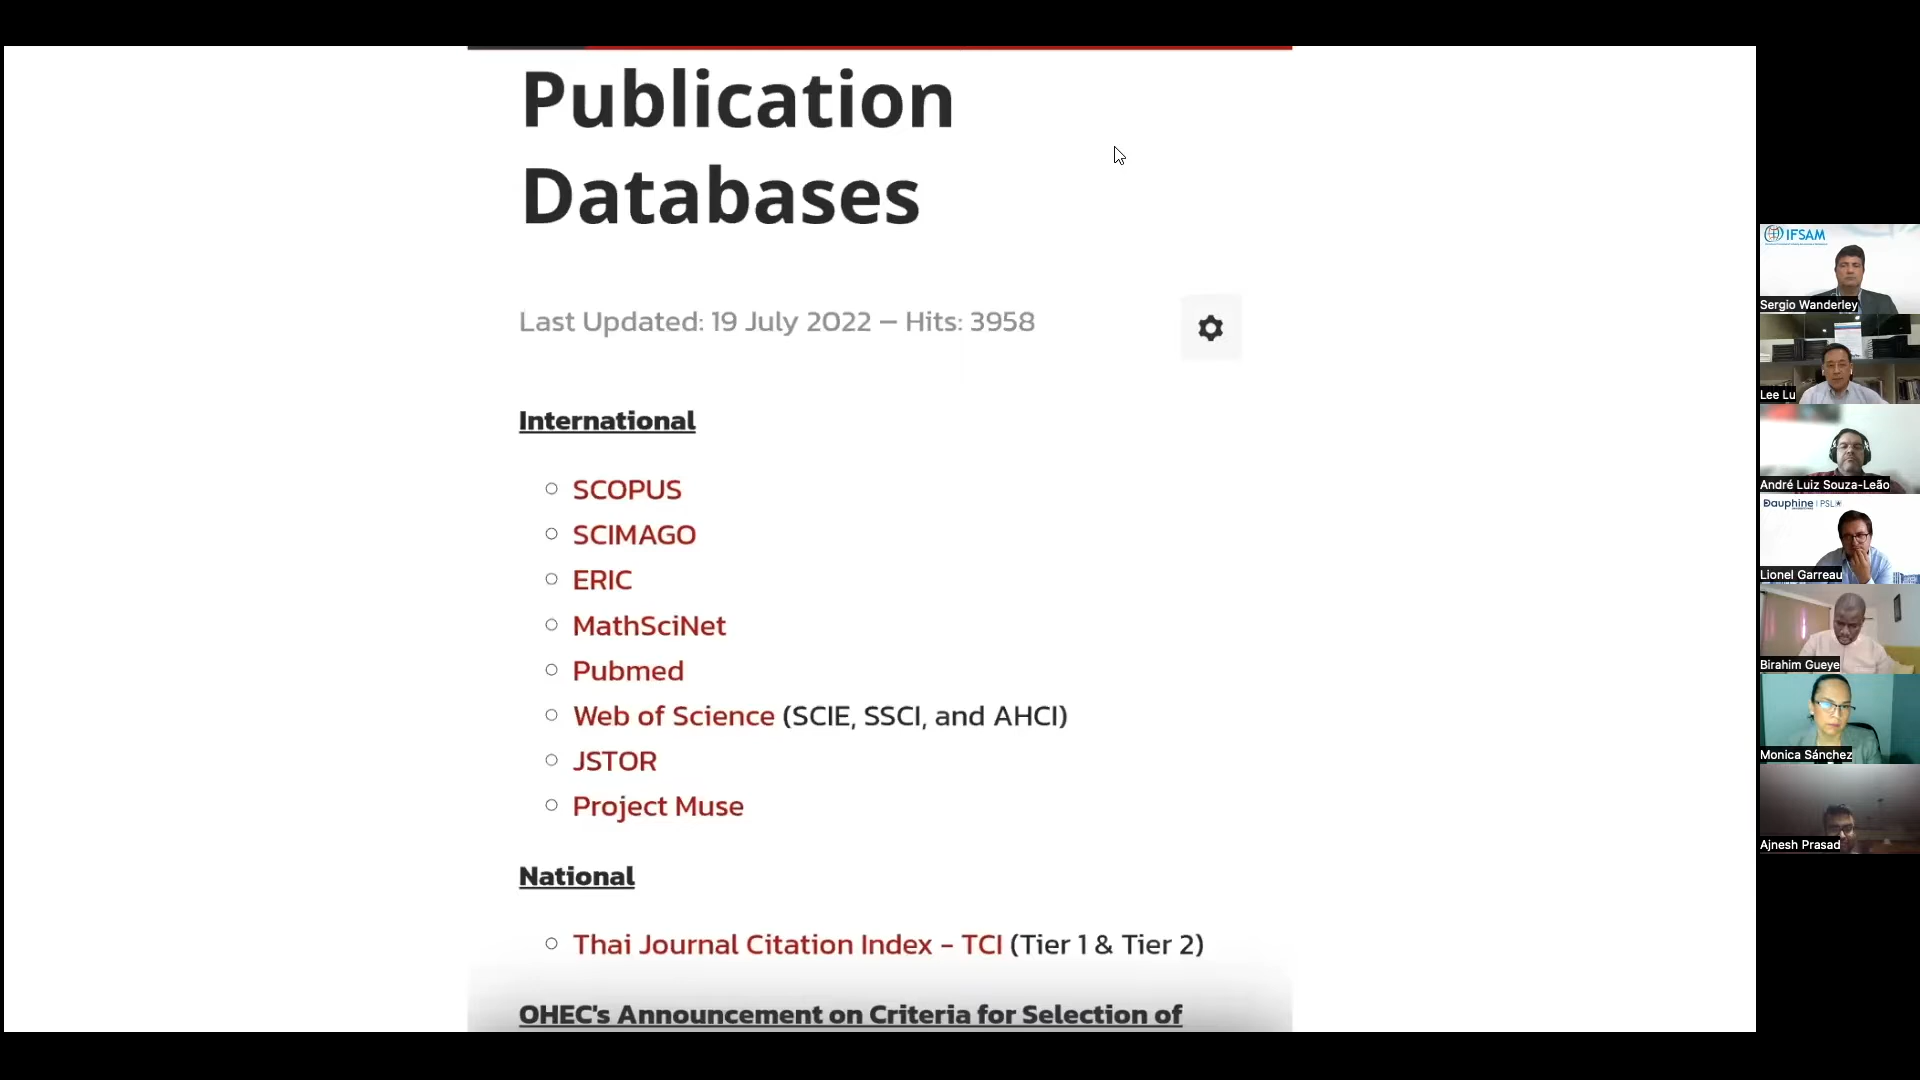 Publication
Databases
Last Updated: 19 July 2022 – Hits: 3958
International
SCOPUS
SCIMAGO
ERIC
MathSciNet
Pubmed
Web of Science (SCIE, SSCI, and AHCI)
JSTOR
Project Muse
National
Thai Journal Citation Index - TCI (Tier 1 & Tier 2)
OHEC's Announcement on Criteria for Selection of
IFSAM
Sergio Wanderley
Lee Lu
André Luiz Souza-Leão
Dauphine | PSL
Lionel Garreau
Birahim Gueye
Monica Sánchez
Ajnesh Prasad